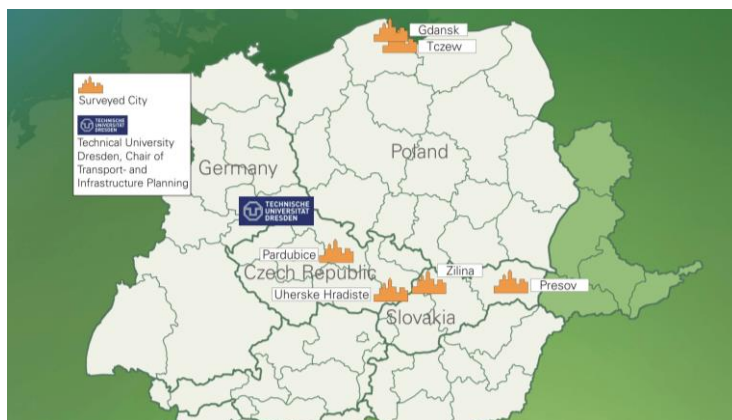 Gdansk
Tczew
Surveyed City
TECHNISCHE
UNIVERSITÄT
DRESDEN
Technical University
Dresden, Chair of
Transport- and
Infrastructure Planning
Germany
Poland
TECHNISCHE
UNIVERSITÄT
DRESDEN
Pardubice
Czech Republic
Žilina
Uherske Hradiste
Presov
Slovakia